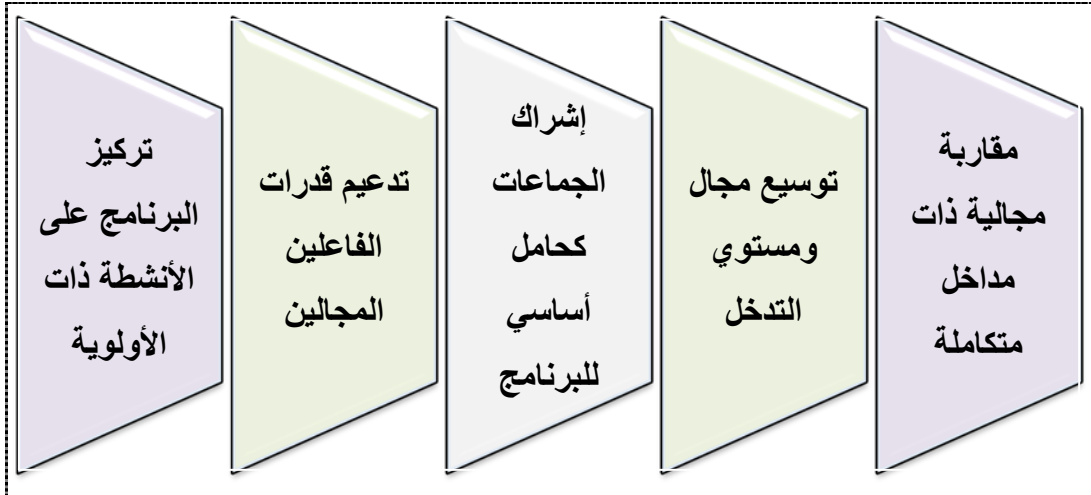 مقاربة
مجالية ذات
مداخل
متكاملة
توسيع مجال
ومستوي
التدخل
إشراك
الجماعات
كحامل
أساسي
للبرنامج
تدعيم قدرات
الفاعلين
المجالين
تركيز
البرنامج على
الأنشطة ذات
الأولوية